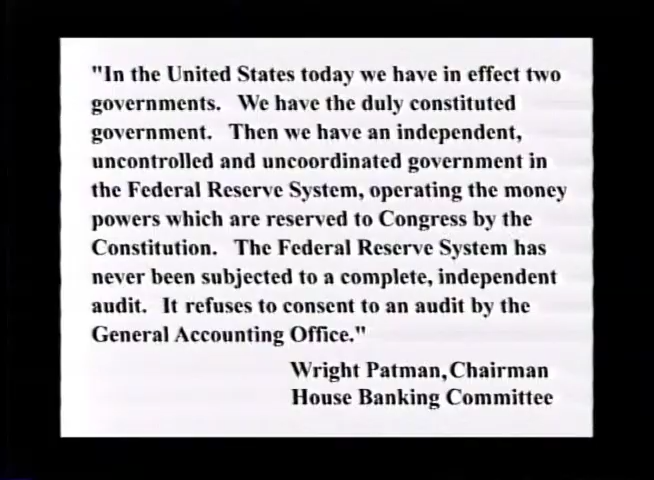 "In the United States today we have in effect two
governments. We have the duly constituted
government. Then we have an independent,
uncontrolled and uncoordinated government in
the Federal Reserve System, operating the money
powers which are reserved to Congress by the
Constitution. The Federal Reserve System has
never been subjected to a complete, independent
audit. It refuses to consent to an audit by the
General Accounting Office."
Wright Patman, Chairman
House Banking Committee